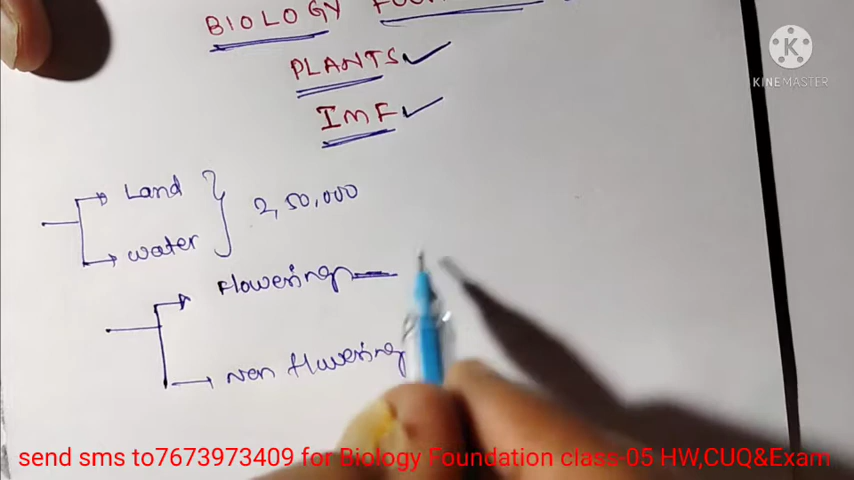 BIOLOGY
PLANTS
IMF
KINEMASTER
Land
2,50,000
water
Flowering
Non flowering
send sms to7673973409 for Biology Foundation class-05 HW,CUQ&Exam